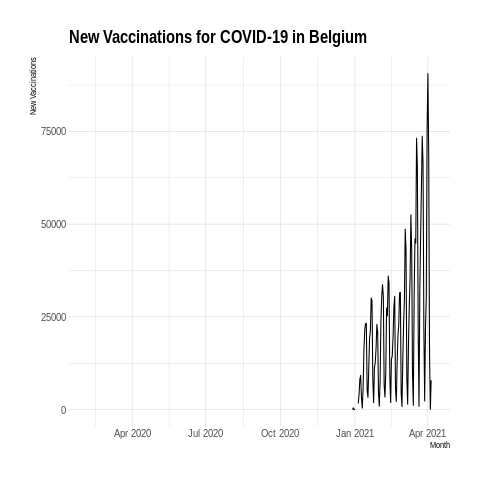 New Vaccinations for COVID-19 in Belgium
New Vaccinations
75000
50000
25000
0
Apr 2020
Jul 2020
Oct 2020
Jan 2021
Apr 2021
Month